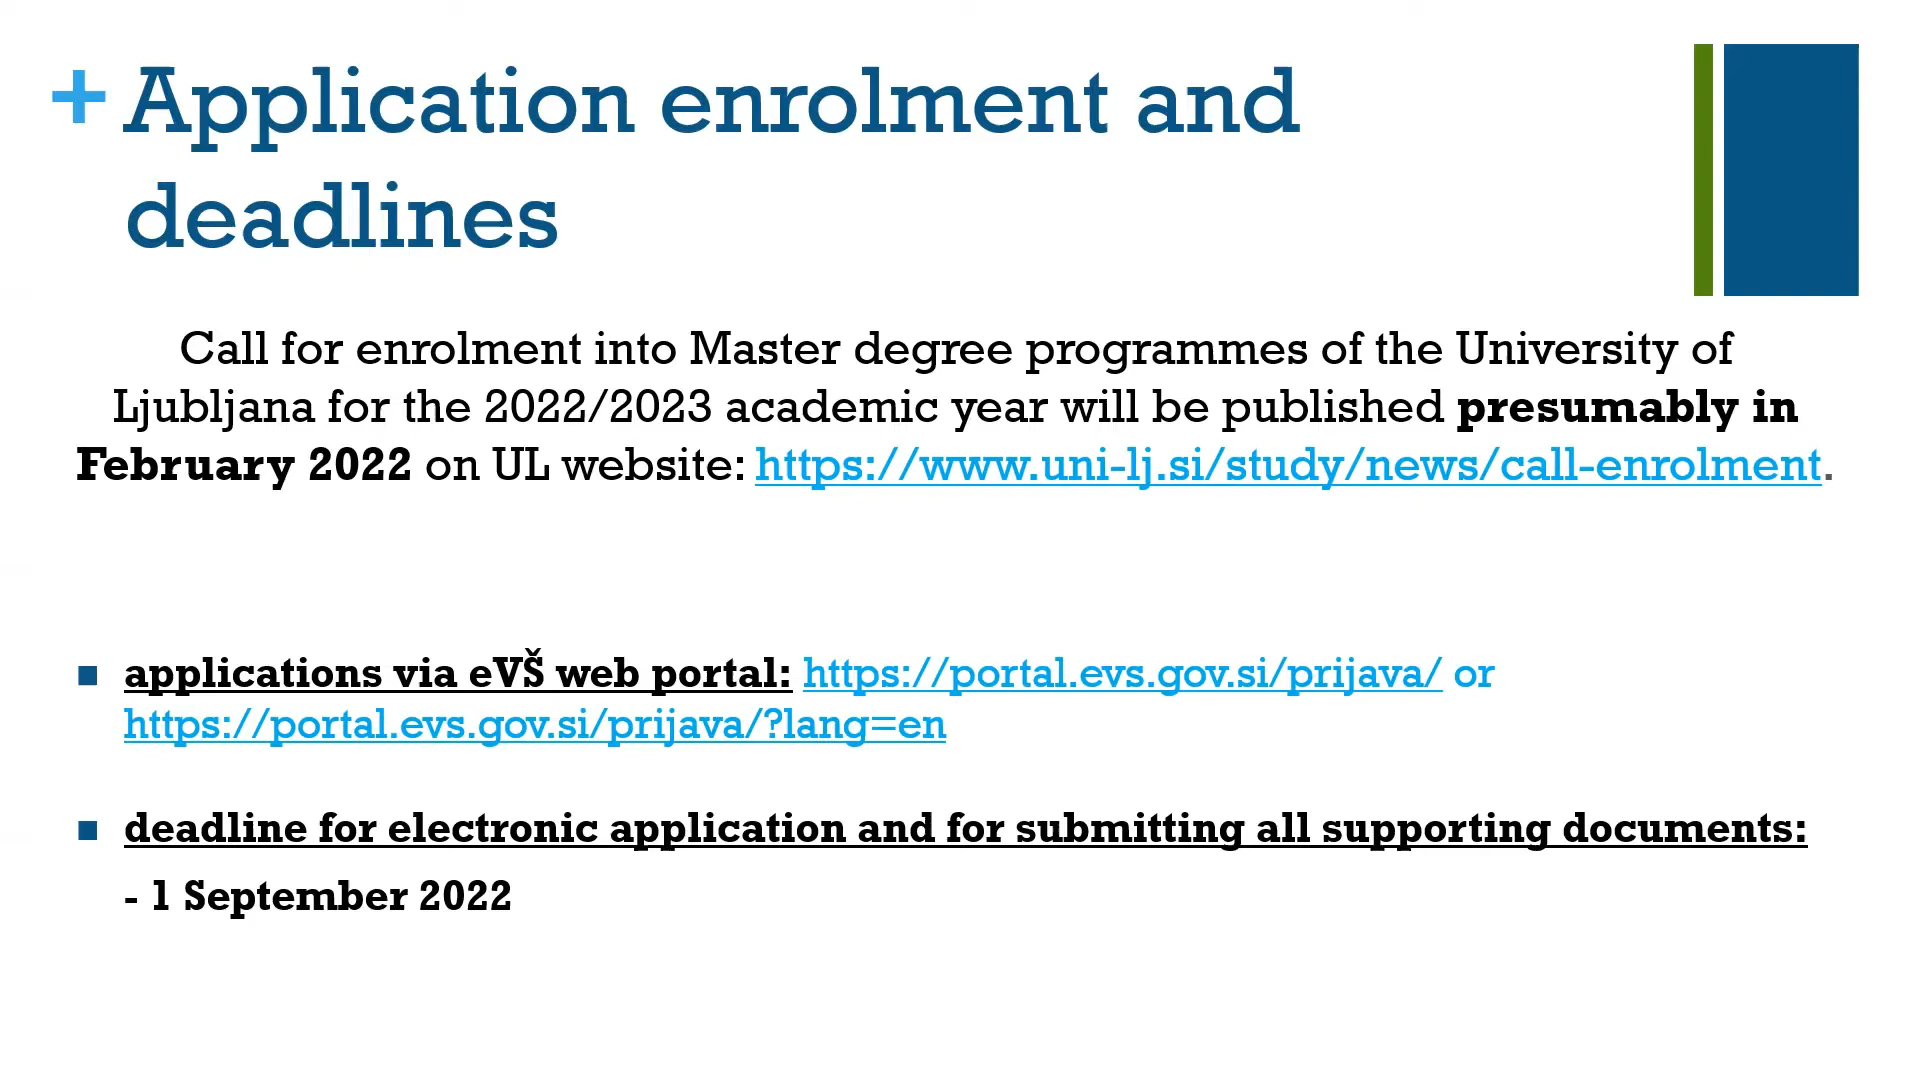 + Application enrolment and
deadlines
Call for enrolment into Master degree programmes of the University of
Ljubljana for the 2022/2023 academic year will be published presumably in
February 2022 on UL website: https://www.uni-lj.si/study/news/call-enrolment.
■ applications via eVŠ web portal: https://portal.evs.gov.si/prijava/ or
https://portal.evs.gov.si/prijava/?lang=en
■ deadline for electronic application and for submitting all supporting documents:
- 1 September 2022